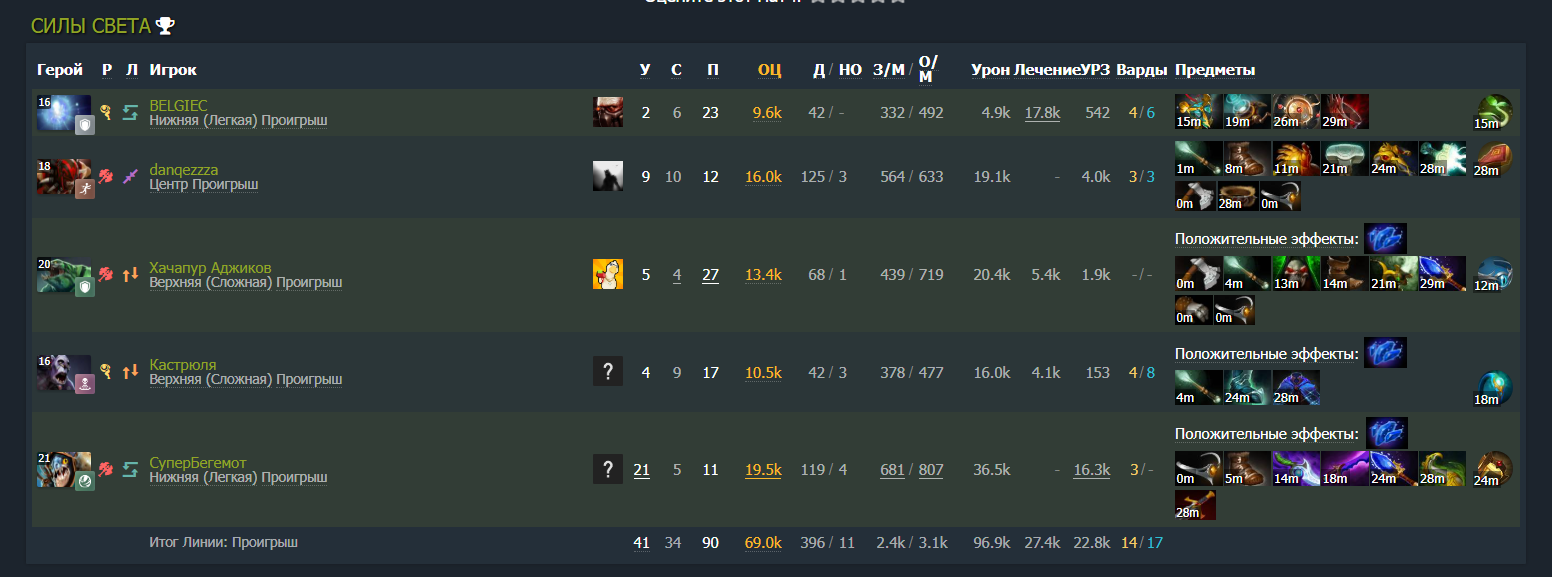 СИЛЫ СВЕТА
Герой Р Л Игрок У С П ОЦ Д / НО З/М / О/М Урон Лечение УРЗ Варды Предметы
16 BELGIEC 2 6 23 9.6k 42 / - 332 / 492 4.9k 17.8k 542 4/6 15m 19m 26m 29m 15m
Нижняя (Легкая) Проигрыш
18 danqezzza 9 10 12 16.0k 125 / 3 564 / 633 19.1k - 4.0k 3/3 1m 8m 11m 21m 24m 28m 28m
Центр Проигрыш
0m 28m 0m
Положительные эффекты:
20 Хачапур Аджиков 5 4 27 13.4k 68 / 1 439 / 719 20.4k 5.4k 1.9k -/- 0m 4m 13m 14m 21m 29m 12m
Верхняя (Сложная) Проигрыш
0m 0m
Положительные эффекты:
16 Кастрюля ? 4 9 17 10.5k 42 / 3 378 / 477 16.0k 4.1k 153 4/8 4m 24m 28m 18m
Верхняя (Сложная) Проигрыш
Положительные эффекты:
21 СуперБегемот ? 21 5 11 19.5k 119 / 4 681 / 807 36.5k - 16.3k 3/- 0m 5m 14m 18m 24m 28m 24m
Нижняя (Легкая) Проигрыш
28m
Итог Линии: Проигрыш 41 34 90 69.0k 396 / 11 2.4k / 3.1k 96.9k 27.4k 22.8k 14/17